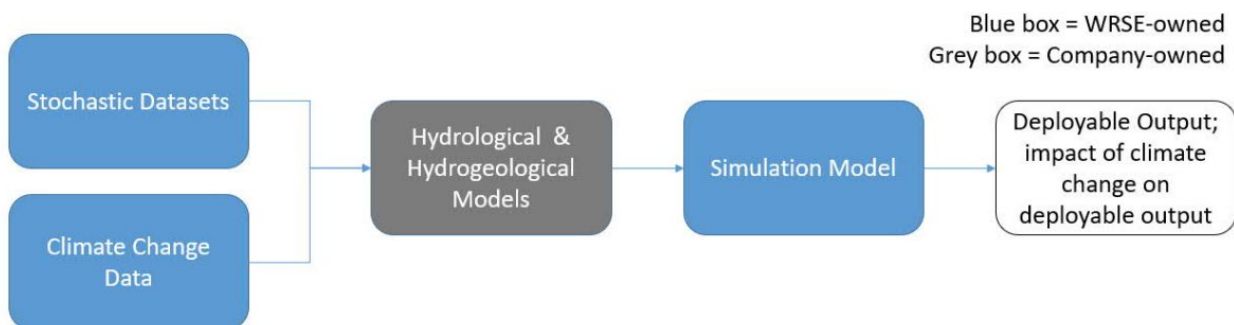 Blue box = WRSE-owned
Grey box = Company-owned
Stochastic Datasets
Climate Change
Data
Hydrological & 
Hydrogeological
Models
Simulation Model
Deployable Output;
impact of climate
change on
deployable output